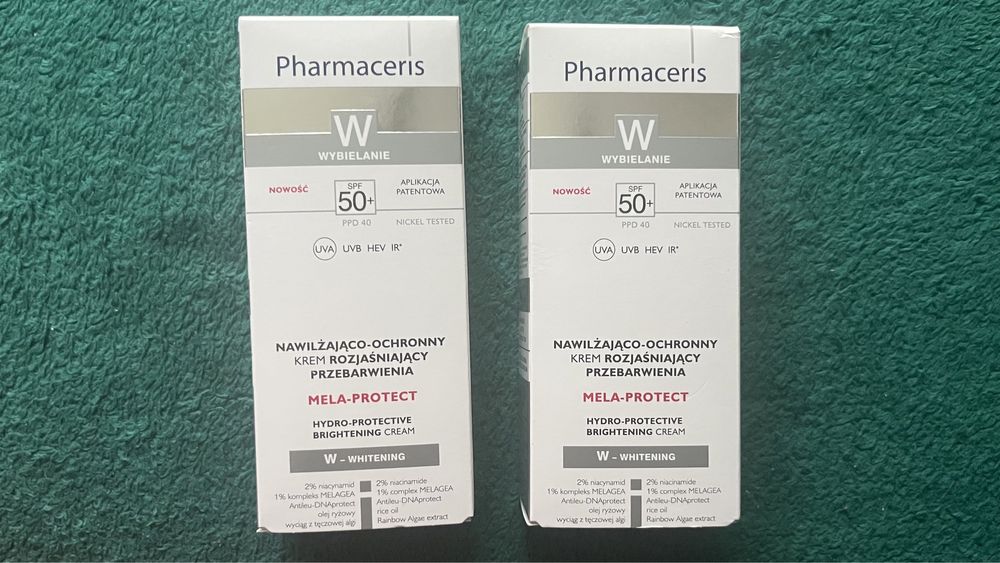 Pharmaceris
W
WYBIELANIE
NOWOŚĆ
SPF
50+
APLIKACJA
PATENTOWA
PPD 40
NICKEL TESTED
UVA UVB HEV IR*
NAWILŻAJĄCO-OCHRONNY
KREM ROZJAŚNIAJĄCY
PRZEBARWIENIA
MELA-PROTECT
HYDRO-PROTECTIVE
BRIGHTENING CREAM
W – WHITENING
2% niacynamid
1% kompleks MELAGEA
Antileu-DNAprotect
olej ryżowy
wyciąg z tęczowej algi
2% niacinamide
1% complex MELAGEA
Antileu-DNAprotect
rice oil
Rainbow Algae extract
Pharmaceris
W
WYBIELANIE
NOWOŚĆ
SPF
50+
APLIKACJA
PATENTOWA
PPD 40
NICKEL TESTED
UVA UVB HEV IR*
NAWILŻAJĄCO-OCHRONNY
KREM ROZJAŚNIAJĄCY
PRZEBARWIENIA
MELA-PROTECT
HYDRO-PROTECTIVE
BRIGHTENING CREAM
W – WHITENING
2% niacynamid
1% kompleks MELAGEA
Antileu-DNAprotect
olej ryżowy
wyciąg z tęczowej algi
2% niacinamide
1% complex MELAGEA
Antileu-DNAprotect
rice oil
Rainbow Algae extract